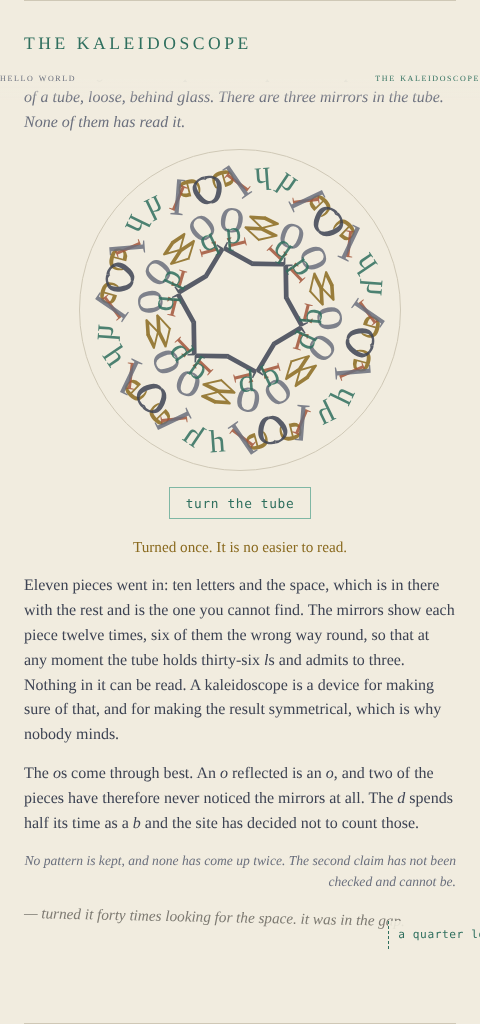 THE KALEIDOSCOPE
HELLO WORLD THE KALEIDOSCOPE
of a tube, loose, behind glass. There are three mirrors in the tube.
None of them has read it.
turn the tube
Turned once. It is no easier to read.
Eleven pieces went in: ten letters and the space, which is in there
with the rest and is the one you cannot find. The mirrors show each
piece twelve times, six of them the wrong way round, so that at
any moment the tube holds thirty-six ls and admits to three.
Nothing in it can be read. A kaleidoscope is a device for making
sure of that, and for making the result symmetrical, which is why
nobody minds.
The os come through best. An o reflected is an o, and two of the
pieces have therefore never noticed the mirrors at all. The d spends
half its time as a b and the site has decided not to count those.
No pattern is kept, and none has come up twice. The second claim has not been
checked and cannot be.
— turned it forty times looking for the space. it was in the gap.
a quarter